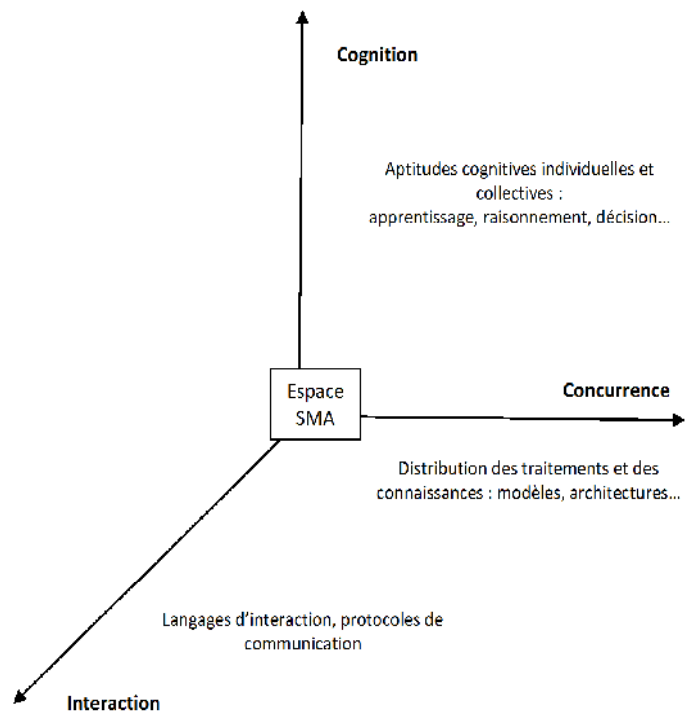 Cognition
Aptitudes cognitives individuelles et
collectives :
apprentissage, raisonnement, décision…
Espace
SMA
Concurrence
Distribution des traitements et des
connaissances : modèles, architectures…
Langages d’interaction, protocoles de
communication
Interaction